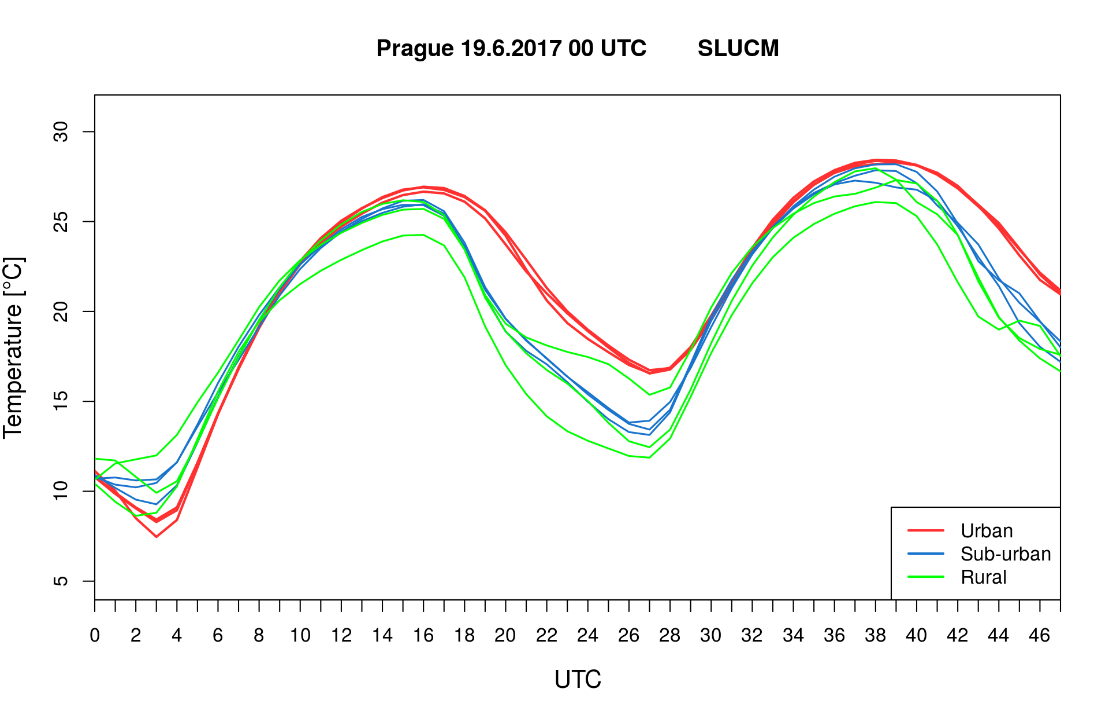 Prague 19.6.2017 00 UTC SLUCM
Temperature [°C]
30
25
20
15
10
5
0 2 4 6 8 10 12 14 16 18 20 22 24 26 28 30 32 34 36 38 40 42 44 46
UTC
Urban
Sub-urban
Rural